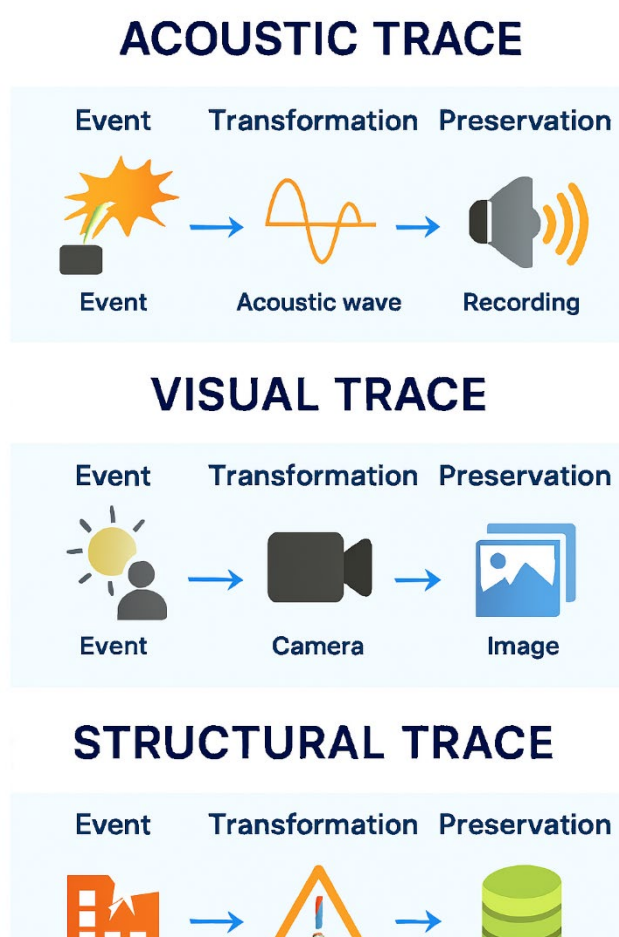 ACOUSTIC TRACE
Event Transformation Preservation
Event Acoustic wave Recording
VISUAL TRACE
Event Transformation Preservation
Event Camera Image
STRUCTURAL TRACE
Event Transformation Preservation